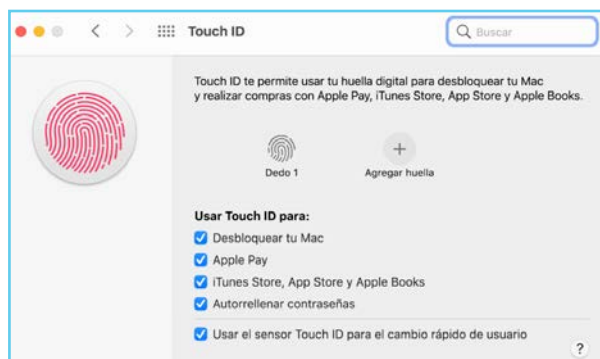 Touch ID
Buscar
Touch ID te permite usar tu huella digital para desbloquear tu Mac
y realizar compras con Apple Pay, iTunes Store, App Store y Apple Books.
Dedo 1
Agregar huella
Usar Touch ID para:
Desbloquear tu Mac
Apple Pay
iTunes Store, App Store y Apple Books
Autorrellenar contraseñas
Usar el sensor Touch ID para el cambio rápido de usuario
?